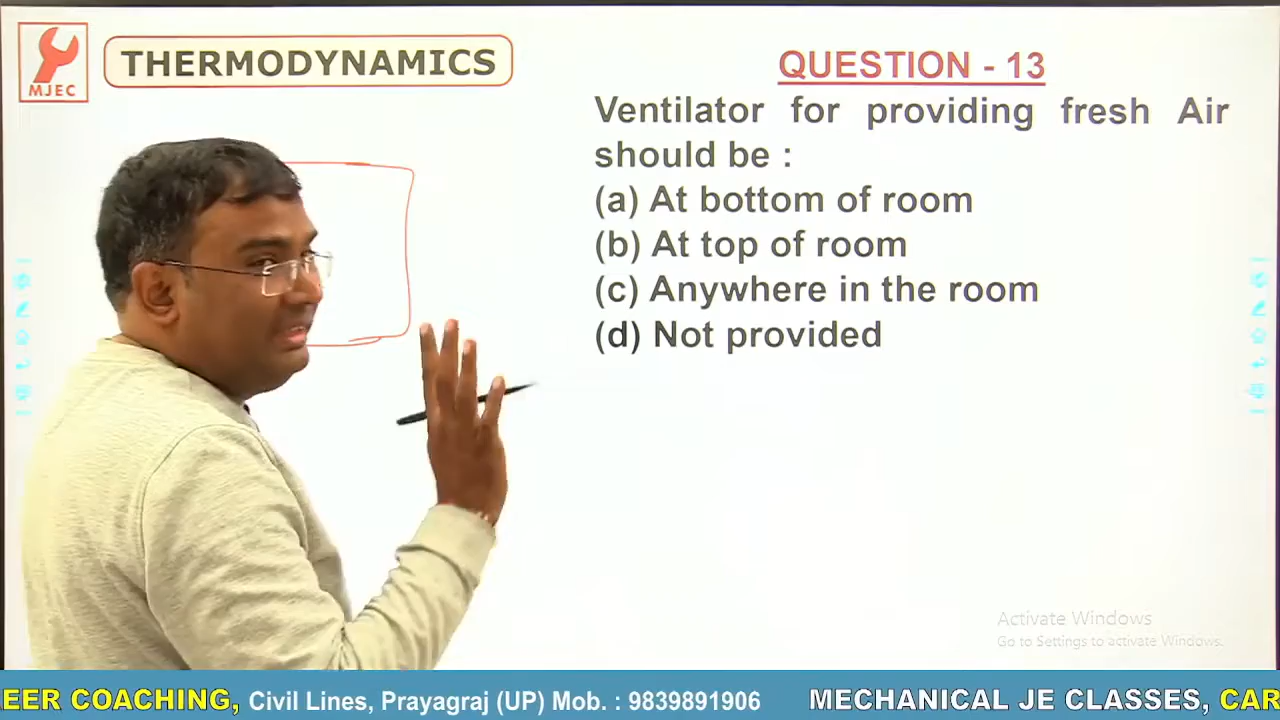 MJEC
THERMODYNAMICS
QUESTION - 13
Ventilator for providing fresh Air
should be :
(a) At bottom of room
(b) At top of room
(c) Anywhere in the room
(d) Not provided
Activate Windows
Go to Settings to activate Windows.
EER COACHING, Civil Lines, Prayagraj (UP) Mob. : 9839891906 MECHANICAL JE CLASSES, CAR